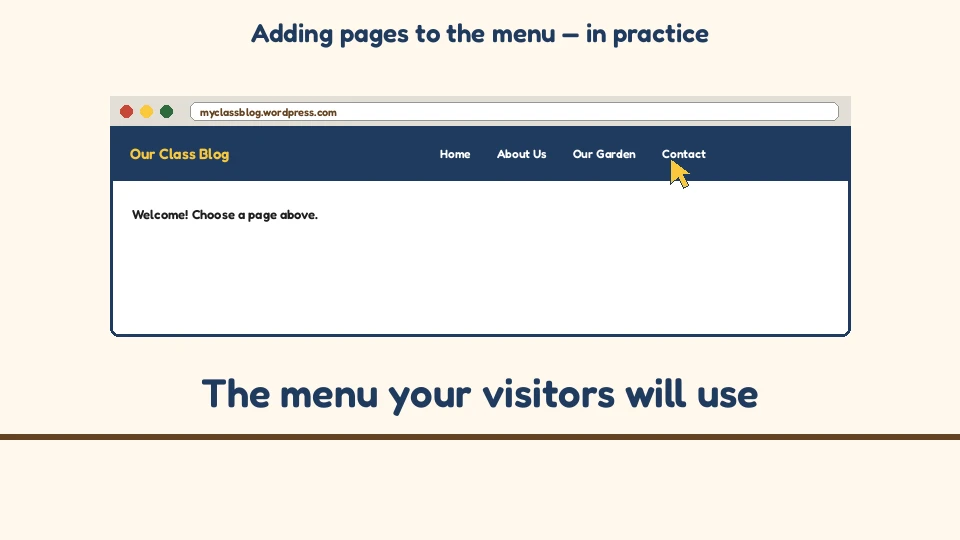 Adding pages to the menu — in practice
myclassblog.wordpress.com
Our Class Blog Home About Us Our Garden Contact
Welcome! Choose a page above.
The menu your visitors will use